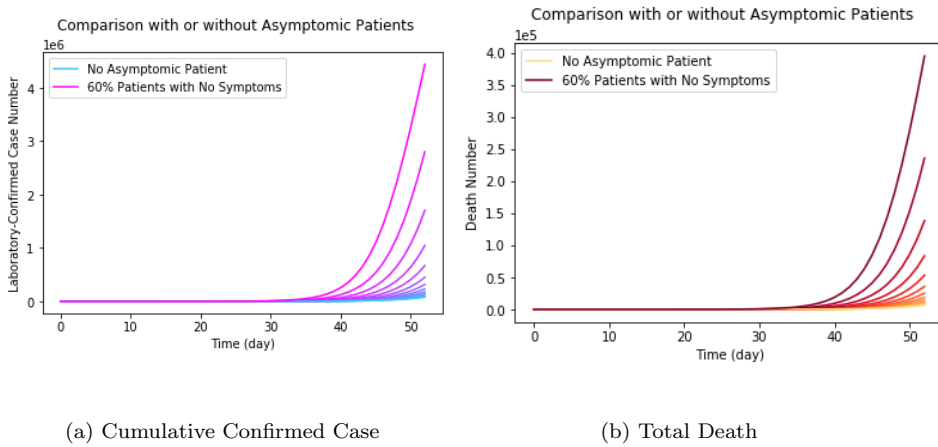 Comparison with or without Asymptomic Patients
1e6
No Asymptomic Patient
60% Patients with No Symptoms
Laboratory-Confirmed Case Number
4
3
2
1
0
0 10 20 30 40 50
Time (day)
(a) Cumulative Confirmed Case
Comparison with or without Asymptomic Patients
1e5
No Asymptomic Patient
60% Patients with No Symptoms
Death Number
4.0
3.5
3.0
2.5
2.0
1.5
1.0
0.5
0.0
0 10 20 30 40 50
Time (day)
(b) Total Death